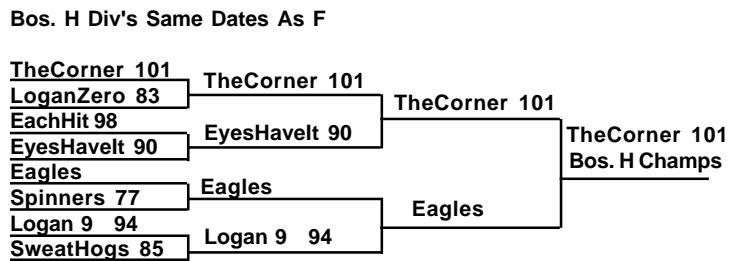 Bos. H Div's Same Dates As F
TheCorner 101
LoganZero 83
EachHit 98
EyesHaveIt 90
Eagles
Spinners 77
Logan 9 94
SweatHogs 85
TheCorner 101
EyesHaveIt 90
Eagles
Logan 9 94
TheCorner 101
Eagles
TheCorner 101
Bos. H Champs